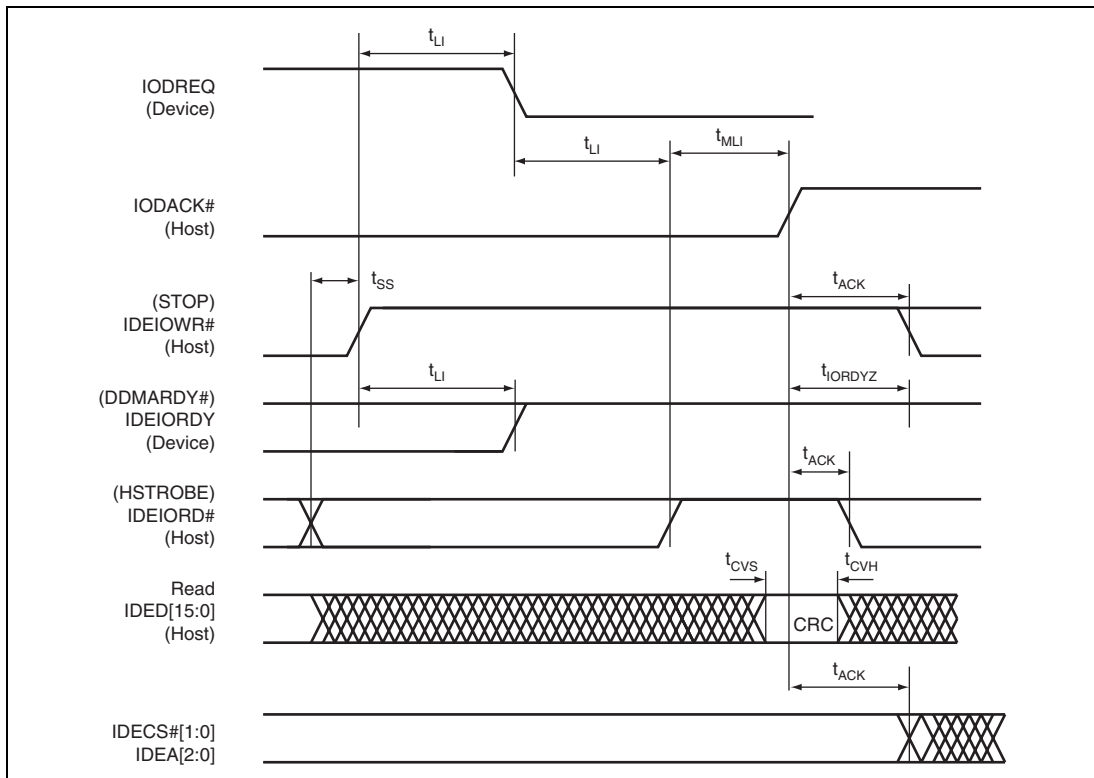 tLI
IODREQ
(Device)
tLI
tMLI
IODACK#
(Host)
tSS
tACK
(STOP)
IDEIOWR#
(Host)
tLI
tIORDYZ
(DDMARDY#)
IDEIORDY
(Device)
tACK
(HSTROBE)
IDEIORD#
(Host)
tCVS
tCVH
Read
IDED[15:0]
(Host)
CRC
tACK
IDECS#[1:0]
IDEA[2:0]